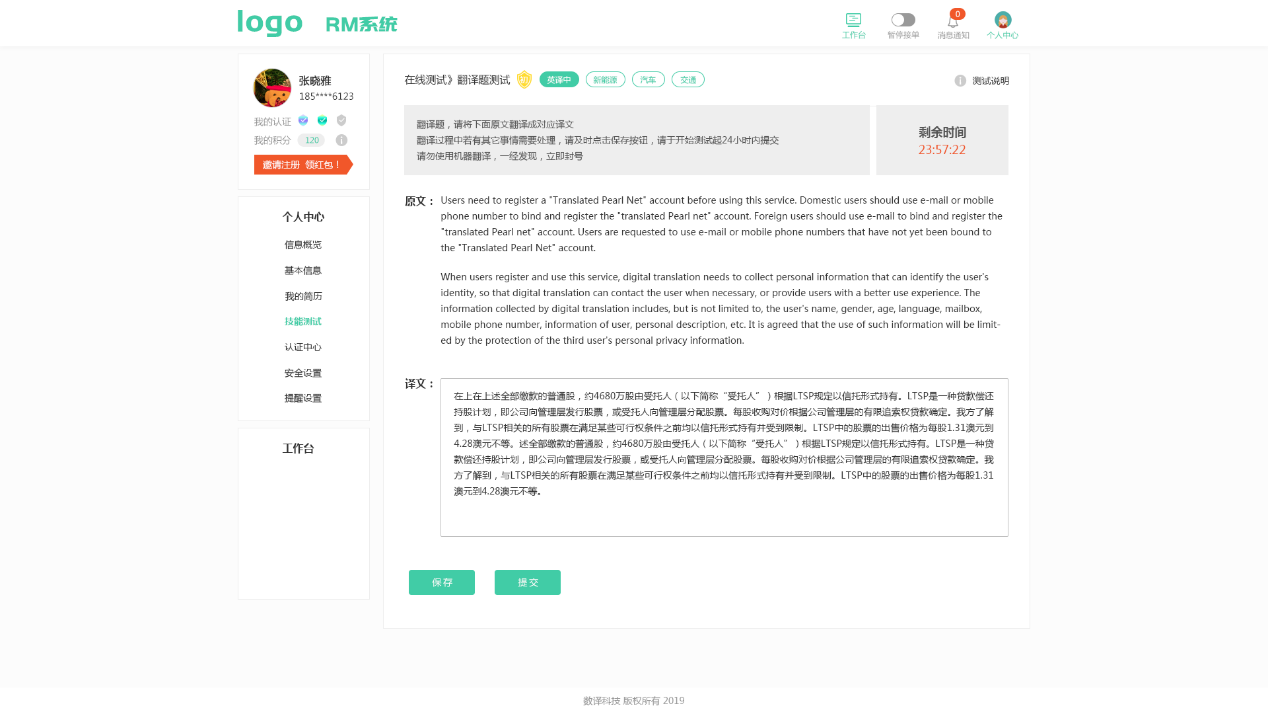 logo RM系统
0
工作台 暂停接单 消息通知 个人中心
张晓雅
185****6123
我的认证
我的积分 120
邀请注册 领红包！
个人中心
信息概览
基本信息
我的简历
技能测试
认证中心
安全设置
提醒设置
工作台
在线测试》翻译题测试 英译中 新能源 汽车 交通
测试说明
翻译题，请将下面原文翻译成对应译文
翻译过程中若有其它事情需要处理，请及时点击保存按钮，请于开始测试起24小时内提交
请勿使用机器翻译，一经发现，立即封号
剩余时间
23:57:22
原文：
Users need to register a "Translated Pearl Net" account before using this service. Domestic users should use e-mail or mobile
phone number to bind and register the "translated Pearl net" account. Foreign users should use e-mail to bind and register the
"translated Pearl net" account. Users are requested to use e-mail or mobile phone numbers that have not yet been bound to
the "Translated Pearl Net" account.
When users register and use this service, digital translation needs to collect personal information that can identify the user's
identity, so that digital translation can contact the user when necessary, or provide users with a better use experience. The
information collected by digital translation includes, but is not limited to, the user's name, gender, age, language, mailbox,
mobile phone number, information of user, personal description, etc. It is agreed that the use of such information will be limit-
ed by the protection of the third user's personal privacy information.
译文：
在上在上述全部缴款的普通股，约4680万股由受托人（以下简称“受托人”）根据LTSP规定以信托形式持有。LTSP是一种贷款偿还
持股计划，即公司向管理层发行股票，或受托人向管理层分配股票。每股收购对价根据公司管理层的有限追索权贷款确定。我方了解
到，与LTSP相关的所有股票在满足某些可行权条件之前均以信托形式持有并受到限制。LTSP中的股票的出售价格为每股1.31澳元到
4.28澳元不等。述全部缴款的普通股，约4680万股由受托人（以下简称“受托人”）根据LTSP规定以信托形式持有。LTSP是一种贷
款偿还持股计划，即公司向管理层发行股票，或受托人向管理层分配股票。每股收购对价根据公司管理层的有限追索权贷款确定。我
方了解到，与LTSP相关的所有股票在满足某些可行权条件之前均以信托形式持有并受到限制。LTSP中的股票的出售价格为每股1.31
澳元到4.28澳元不等。
保存 提交
数译科技 版权所有 2019